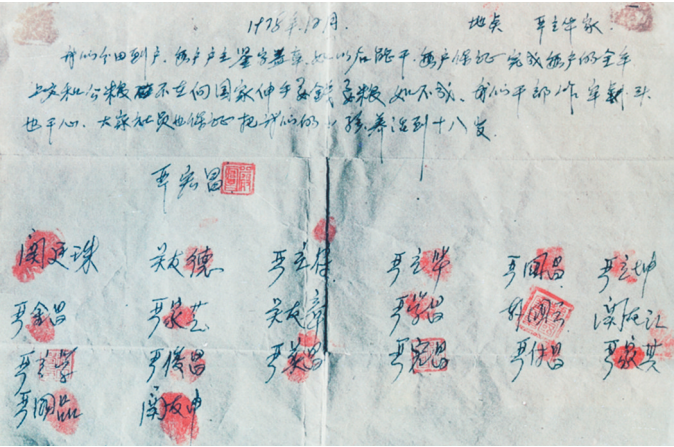 1978年12月. 地点 严立华家
我们分田到户,每户户主签字盖章,如以后能干,每户保证完成每户的全年
上交和公粮不在向国家伸手要钱要粮,如不成,我们干部作牢刹头
也干心,大家社员也保证把我们的小孩养活到十八岁.
严宏昌
关廷珠 关友德 严立符 严立华 严国昌 严立坤
严金昌 严家芝 关友章 严学昌 韩国云 关友江
严立学 严俊昌 严美昌 严宏昌 严付昌 严家其
严国品 关友申